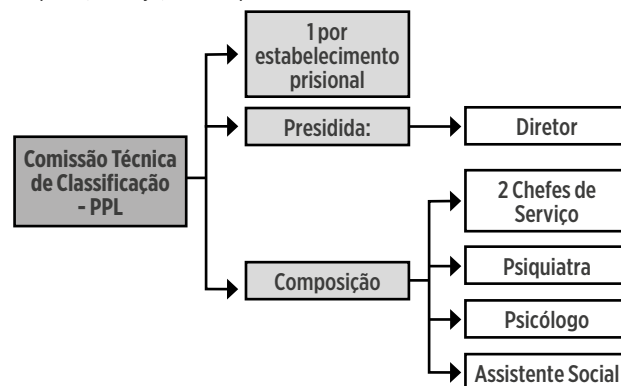 1 por
estabelecimento
prisional
Presidida:
Diretor
Comissão Técnica
de Classificação
- PPL
2 Chefes de
Serviço
Composição
Psiquiatra
Psicólogo
Assistente Social